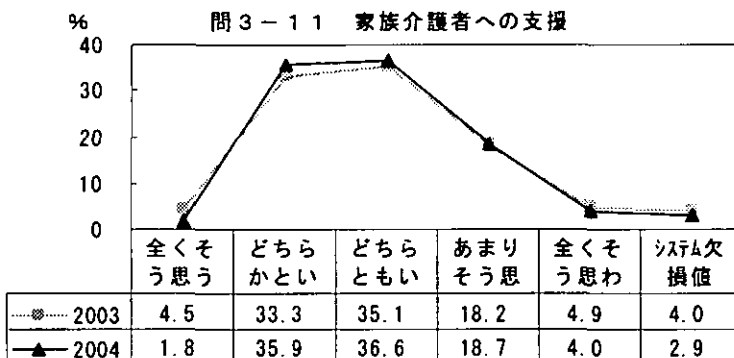 % 問3-11 家族介護者への支援
40
30
20
10
0
全くそ どちら どちら あまり 全くそ システム欠
う思う かとい ともい そう思 う思わ 損値
2003 4.5 33.3 35.1 18.2 4.9 4.0
2004 1.8 35.9 36.6 18.7 4.0 2.9